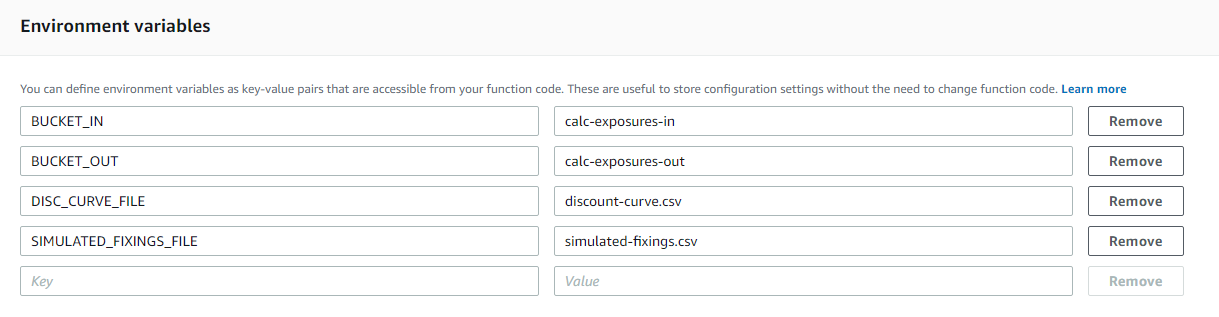 Environment variables
You can define environment variables as key-value pairs that are accessible from your function code. These are useful to store configuration settings without the need to change function code. Learn more
BUCKET_IN calc-exposures-in Remove
BUCKET_OUT calc-exposures-out Remove
DISC_CURVE_FILE discount-curve.csv Remove
SIMULATED_FIXINGS_FILE simulated-fixings.csv Remove
Key Value Remove